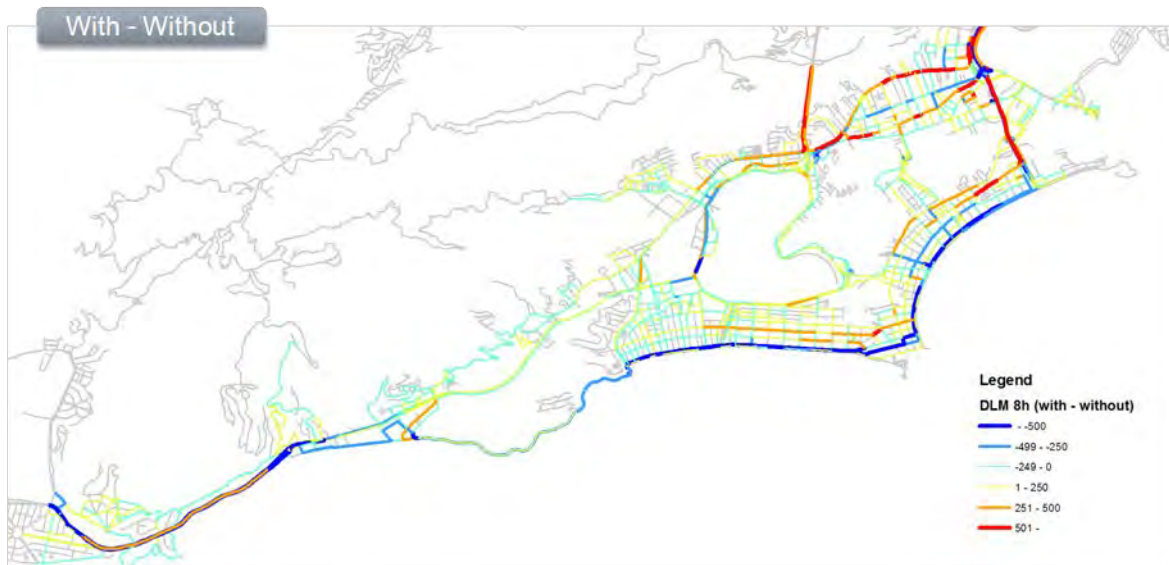 With - Without
Legend
DLM 8h (with - without)
- -500
-499 - -250
-249 - 0
1 - 250
251 - 500
501 -